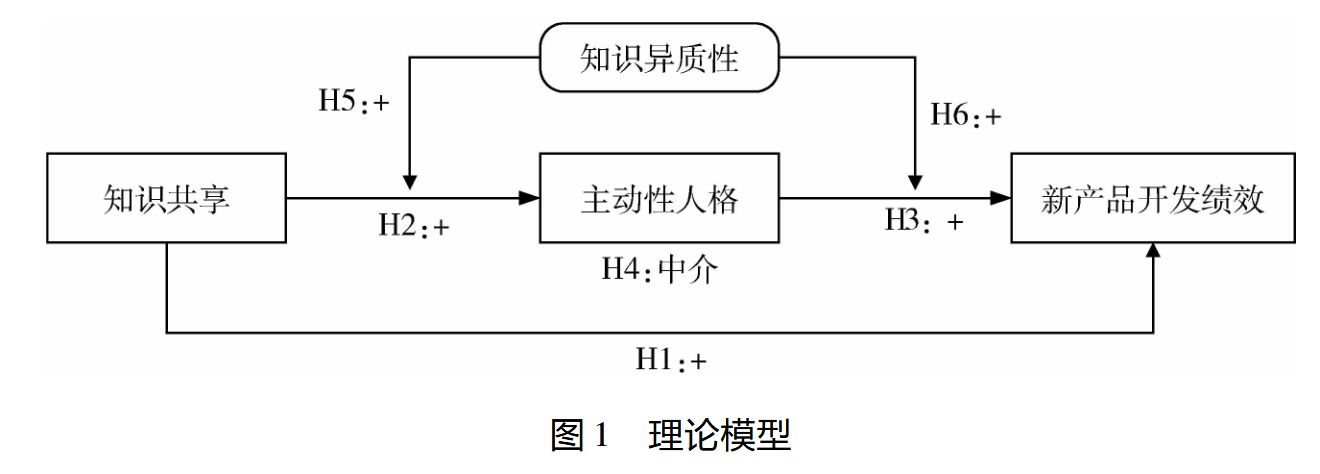 知识异质性
H5:+
H6:+
知识共享
主动性人格
新产品开发绩效
H2:+
H3: +
H4:中介
H1:+
图 1 理论模型